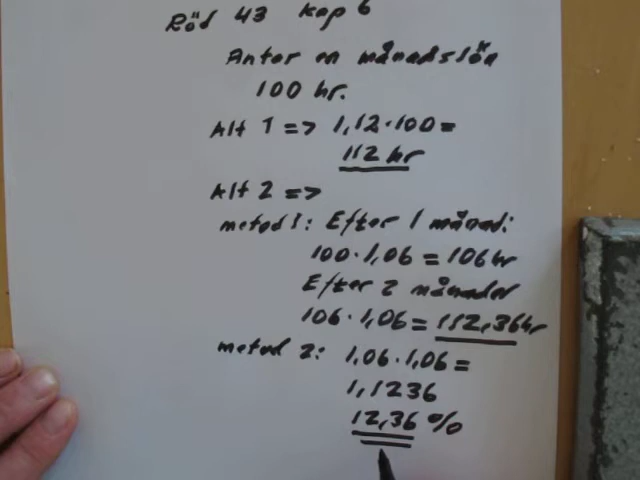 Röd 43 kap 6
Antar en månadslön
100 kr.
Alt 1 => 1,12·100=
112 kr
Alt 2 =>
metod 1: Efter 1 månad:
100·1,06 = 106 kr
Efter 2 månader
106·1,06 = 112,36 kr
metod 2: 1,06·1,06 =
1,1236
12,36 %